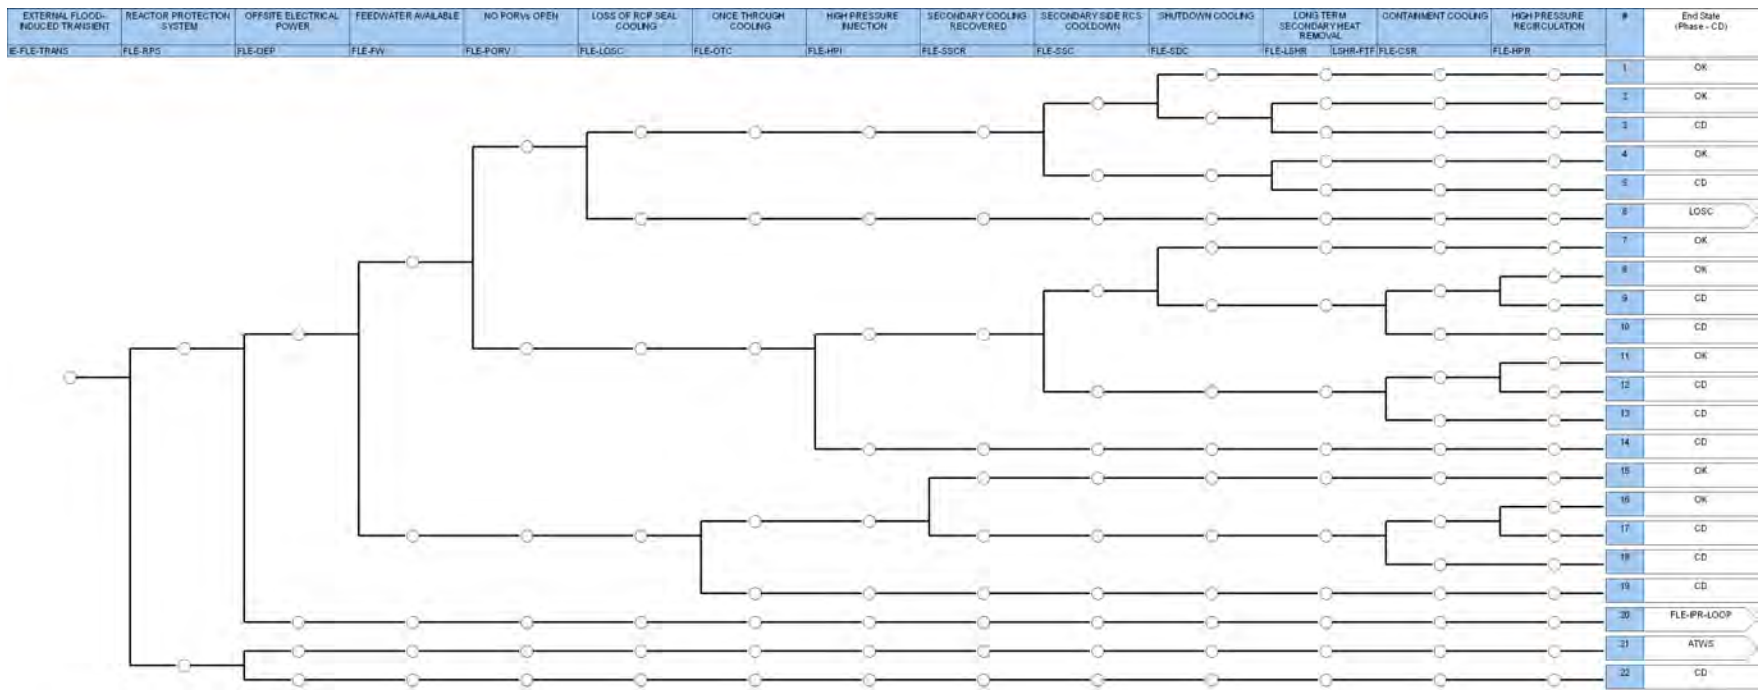 EXTERNAL FLOOD-
INDUCED TRANSIENT
REACTOR PROTECTION
SYSTEM
OFFSITE ELECTRICAL
POWER
FEEDWATER AVAILABLE
NO PORVs OPEN
LOSS OF RCP SEAL
COOLING
ONCE THROUGH
COOLING
HIGH PRESSURE
INJECTION
SECONDARY COOLING
RECOVERED
SECONDARY SIDE RCS
COOLDOWN
SHUTDOWN COOLING
LONG TERM
SECONDARY HEAT
REMOVAL
CONTAINMENT COOLING
HIGH PRESSURE
RECIRCULATION
#
End State
(Phase - CD)
IE-FLE-TRANS
FLE-RPS
FLE-OEP
FLE-FW
FLE-PORV
FLE-LOSC
FLE-OTC
FLE-HPI
FLE-SSCR
FLE-SSC
FLE-SDC
FLE-LSHR
LSHR-FTF
FLE-CSR
FLE-HPR
1 OK
2 OK
3 CD
4 OK
5 CD
6 LOSC
7 OK
8 OK
9 CD
10 CD
11 OK
12 CD
13 CD
14 CD
15 OK
16 OK
17 CD
18 CD
19 CD
20 FLE-IPR-LOOP
21 ATWS
22 CD